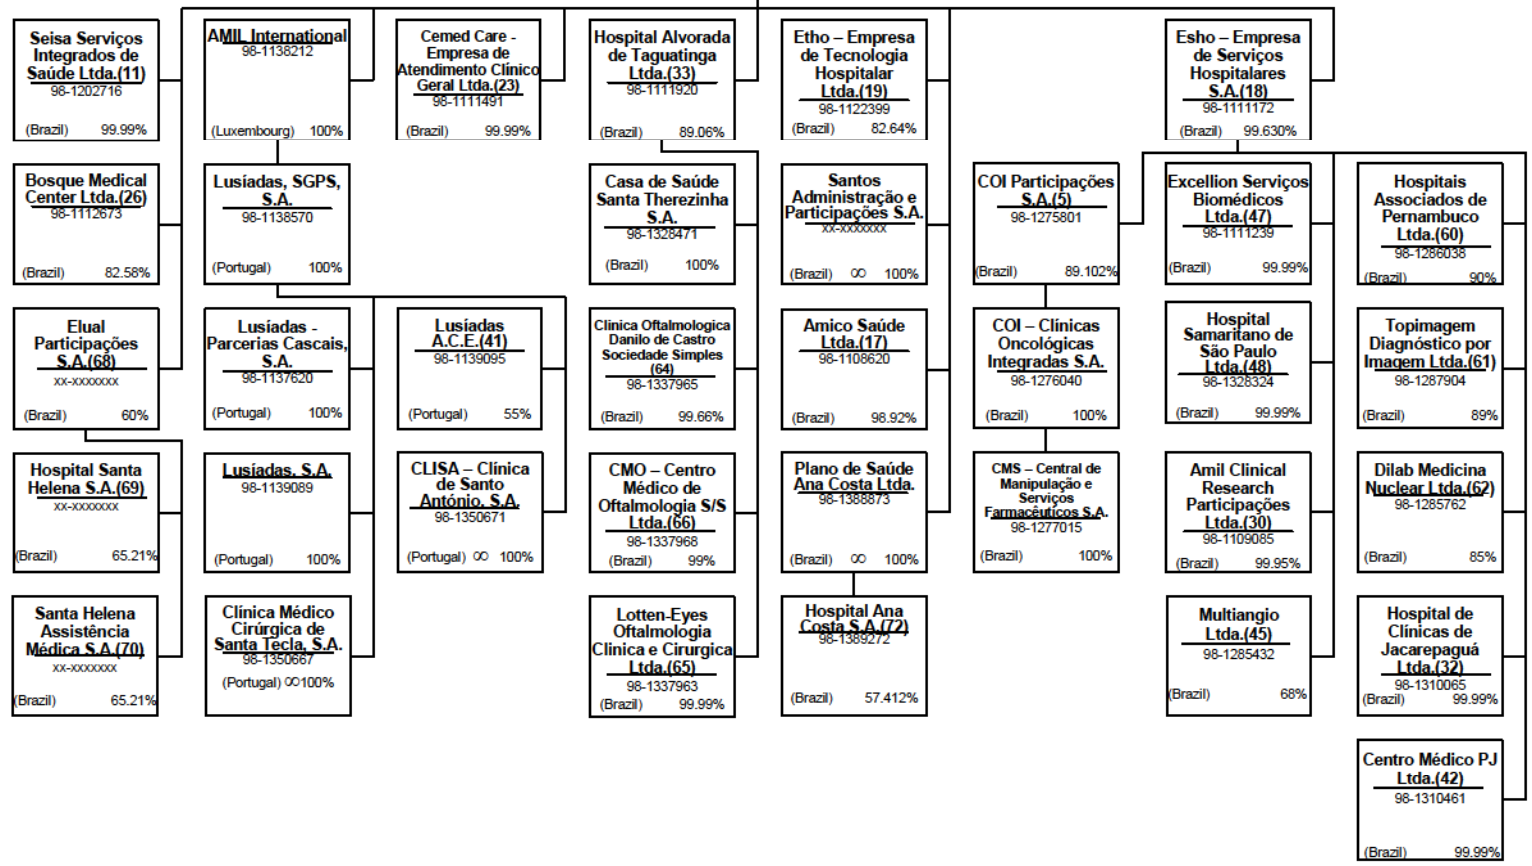 Seisa Serviços
Integrados de
Saúde Ltda.(11)
98-1202716
(Brazil) 99.99%
AMIL International
98-1138212
(Luxembourg) 100%
Cemed Care -
Empresa de
Atendimento Clínico
Geral Ltda.(23)
98-1111491
(Brazil) 99.99%
Hospital Alvorada
de Taguatinga
Ltda.(33)
98-1111920
(Brazil) 89.06%
Etho – Empresa
de Tecnologia
Hospitalar
Ltda.(19)
98-1122399
(Brazil) 82.64%
Esho – Empresa
de Serviços
Hospitalares
S.A.(18)
98-1111172
(Brazil) 99.630%
Bosque Medical
Center Ltda.(26)
98-1112673
(Brazil) 82.58%
Lusíadas, SGPS,
S.A.
98-1138570
(Portugal) 100%
Casa de Saúde
Santa Therezinha
S.A.
98-1328471
(Brazil) 100%
Santos
Administração e
Participações S.A.
xx-xxxxxxx
(Brazil) ∞ 100%
COI Participações
S.A.(5)
98-1275801
(Brazil) 89.102%
Excellion Serviços
Biomédicos
Ltda.(47)
98-1111239
(Brazil) 99.99%
Hospitais
Associados de
Pernambuco
Ltda.(60)
98-1286038
(Brazil) 90%
Elual
Participações
S.A.(68)
xx-xxxxxxx
(Brazil) 60%
Lusíadas -
Parcerias Cascais,
S.A.
98-1137620
(Portugal) 100%
Lusíadas
A.C.E.(41)
98-1139095
(Portugal) 55%
Clinica Oftalmologica
Danilo de Castro
Sociedade Simples
(64)
98-1337965
(Brazil) 99.66%
Amico Saúde
Ltda.(17)
98-1108620
(Brazil) 98.92%
COI – Clínicas
Oncológicas
Integradas S.A.
98-1276040
(Brazil) 100%
Hospital
Samaritano de
São Paulo
Ltda.(48)
98-1328324
(Brazil) 99.99%
Topimagem
Diagnóstico por
Imagem Ltda.(61)
98-1287904
(Brazil) 89%
Hospital Santa
Helena S.A.(69)
xx-xxxxxxx
(Brazil) 65.21%
Lusíadas, S.A.
98-1139089
(Portugal) 100%
CLISA – Clínica
de Santo
António, S.A.
98-1350671
(Portugal) ∞ 100%
CMO – Centro
Médico de
Oftalmologia S/S
Ltda.(66)
98-1337968
(Brazil) 99%
Plano de Saúde
Ana Costa Ltda.
98-1388873
(Brazil) ∞ 100%
CMS – Central de
Manipulação e
Serviços
Farmacêuticos S.A.
98-1277015
(Brazil) 100%
Amil Clinical
Research
Participações
Ltda.(30)
98-1109085
(Brazil) 99.95%
Dilab Medicina
Nuclear Ltda.(62)
98-1285762
(Brazil) 85%
Santa Helena
Assistência
Médica S.A.(70)
xx-xxxxxxx
(Brazil) 65.21%
Clínica Médico
Cirúrgica de
Santa Tecla, S.A.
98-1350667
(Portugal) ∞100%
Lotten-Eyes
Oftalmologia
Clinica e Cirurgica
Ltda.(65)
98-1337963
(Brazil) 99.99%
Hospital Ana
Costa S.A.(72)
98-1389272
(Brazil) 57.412%
Multiangio
Ltda.(45)
98-1285432
(Brazil) 68%
Hospital de
Clínicas de
Jacarepaguá
Ltda.(32)
98-1310065
(Brazil) 99.99%
Centro Médico PJ
Ltda.(42)
98-1310461
(Brazil) 99.99%